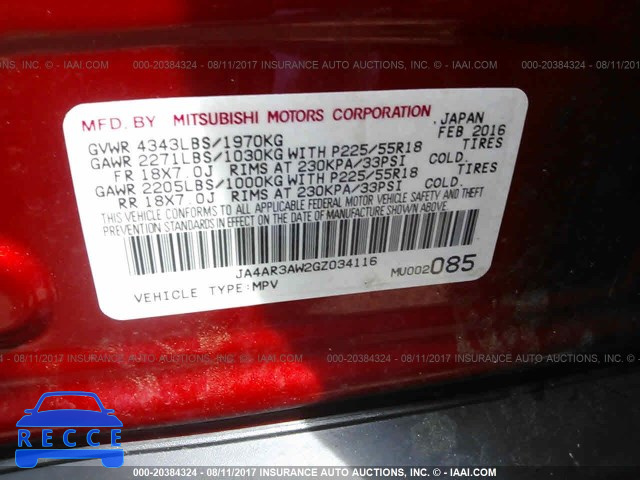 000-20384324 - 08/11/2017 INSURANCE AUTO AUCTIONS, INC. - © - IAAI.COM
MFD. BY MITSUBISHI MOTORS CORPORATION JAPAN
FEB 2016
GVWR 4343LBS/1970KG
GAWR 2271LBS/1030KG WITH P225/55R18 TIRES
FR 18X7.0J RIMS AT 230KPA/33PSI COLD.
GAWR 2205LBS/1000KG WITH P225/55R18 TIRES
RR 18X7.0J RIMS AT 230KPA/33PSI COLD.
THIS VEHICLE CONFORMS TO ALL APPLICABLE FEDERAL MOTOR VEHICLE SAFETY AND THEFT
PREVENTION STANDARDS IN EFFECT ON THE DATE OF MANUFACTURE SHOWN ABOVE.
JA4AR3AW2GZ034116
MU002085
VEHICLE TYPE:MPV
000-20384324 - 08/11/2017 INSURANCE AUTO AUCTIONS, INC. - © - IAAI.COM
RECCE
000-20384324 - 08/11/2017 INSURANCE AUTO AUCTIONS, INC. - © - IAAI.COM